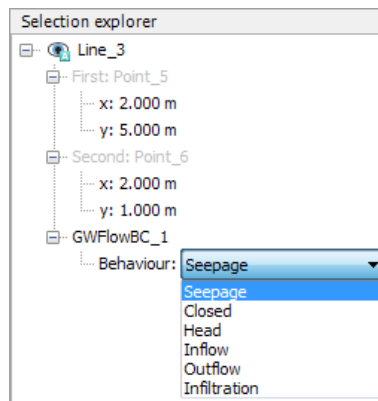 Selection explorer
Line_3
First: Point_5
x: 2.000 m
y: 5.000 m
Second: Point_6
x: 2.000 m
y: 1.000 m
GWFlowBC_1
Behaviour: Seepage
Seepage
Closed
Head
Inflow
Outflow
Infiltration